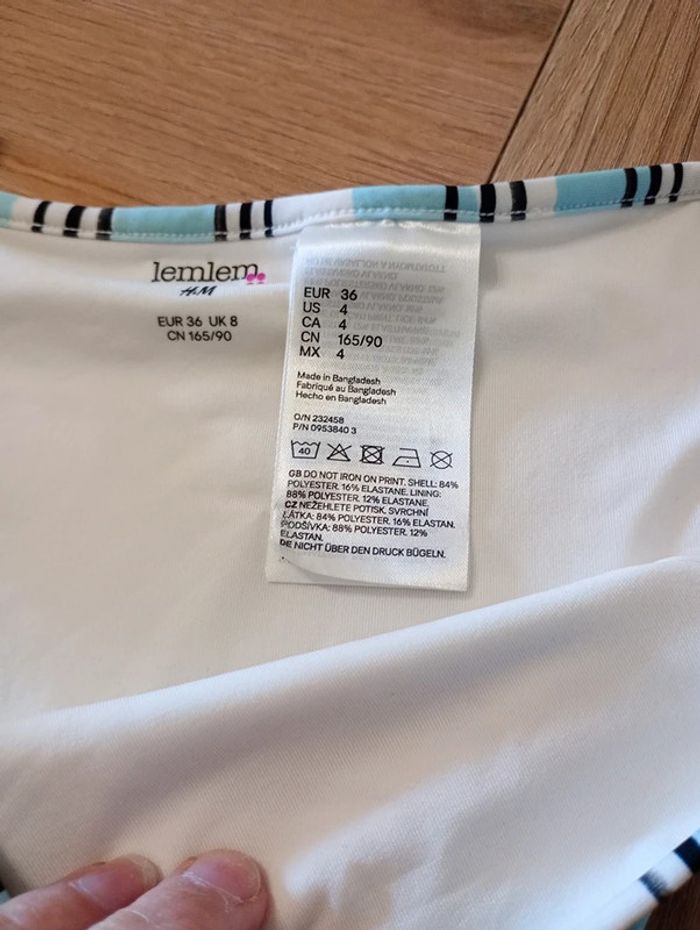 lemlem
H&M
EUR 36 UK 8
CN 165/90
EUR 36
US 4
CA 4
CN 165/90
MX 4
Made in Bangladesh
Fabriqué au Bangladesh
Hecho en Bangladesh
O/N 232458
P/N 0953840 3
40
GB DO NOT IRON ON PRINT. SHELL: 84%
POLYESTER. 16% ELASTANE. LINING:
88% POLYESTER. 12% ELASTANE.
CZ NEŽEHLETE POTISK. SVRCHNÍ
LÁTKA: 84% POLYESTER. 16% ELASTAN.
PODŠÍVKA: 88% POLYESTER. 12%
ELASTAN.
DE NICHT ÜBER DEN DRUCK BÜGELN.